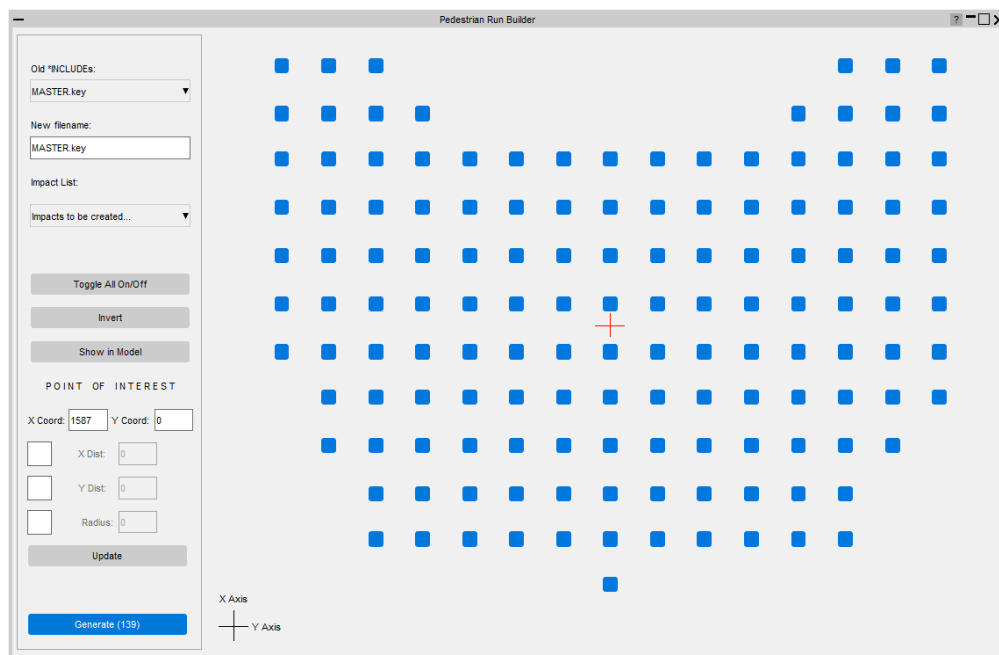 Pedestrian Run Builder
?
Old *INCLUDEs:
MASTER.key
New filename:
MASTER.key
Impact List:
Impacts to be created...
Toggle All On/Off
Invert
Show in Model
POINT OF INTEREST
X Coord: 1587 Y Coord: 0
X Dist: 0
Y Dist: 0
Radius: 0
Update
Generate (139)
X Axis
Y Axis